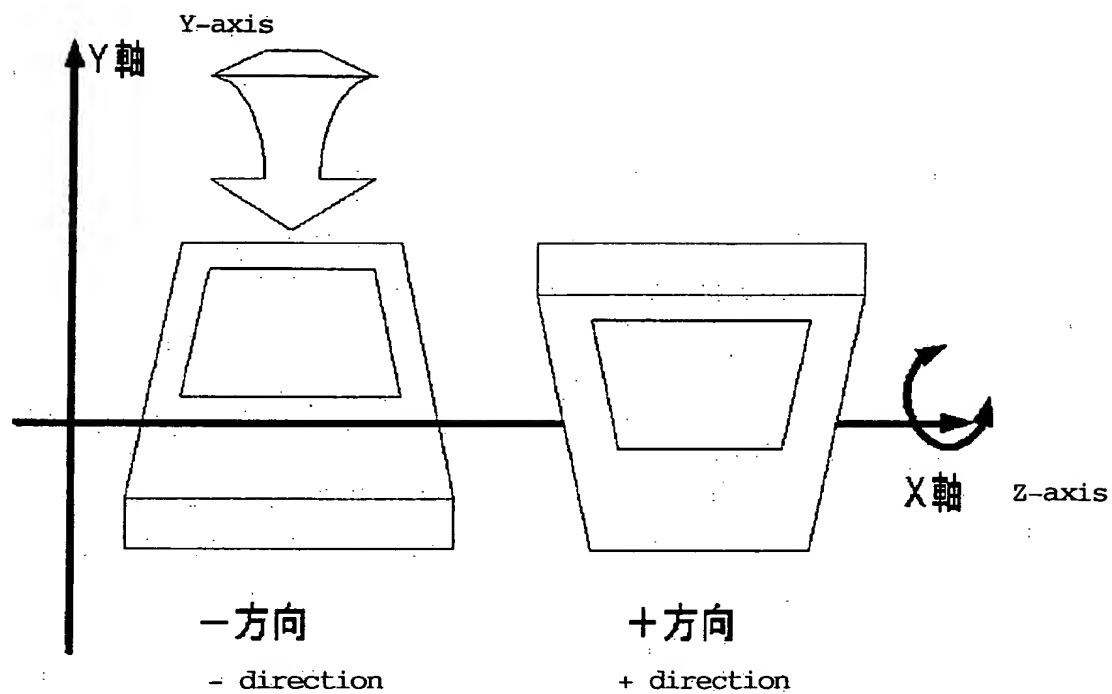 Y-axis
Y軸
X軸
Z-axis
－方向
＋方向
- direction
+ direction